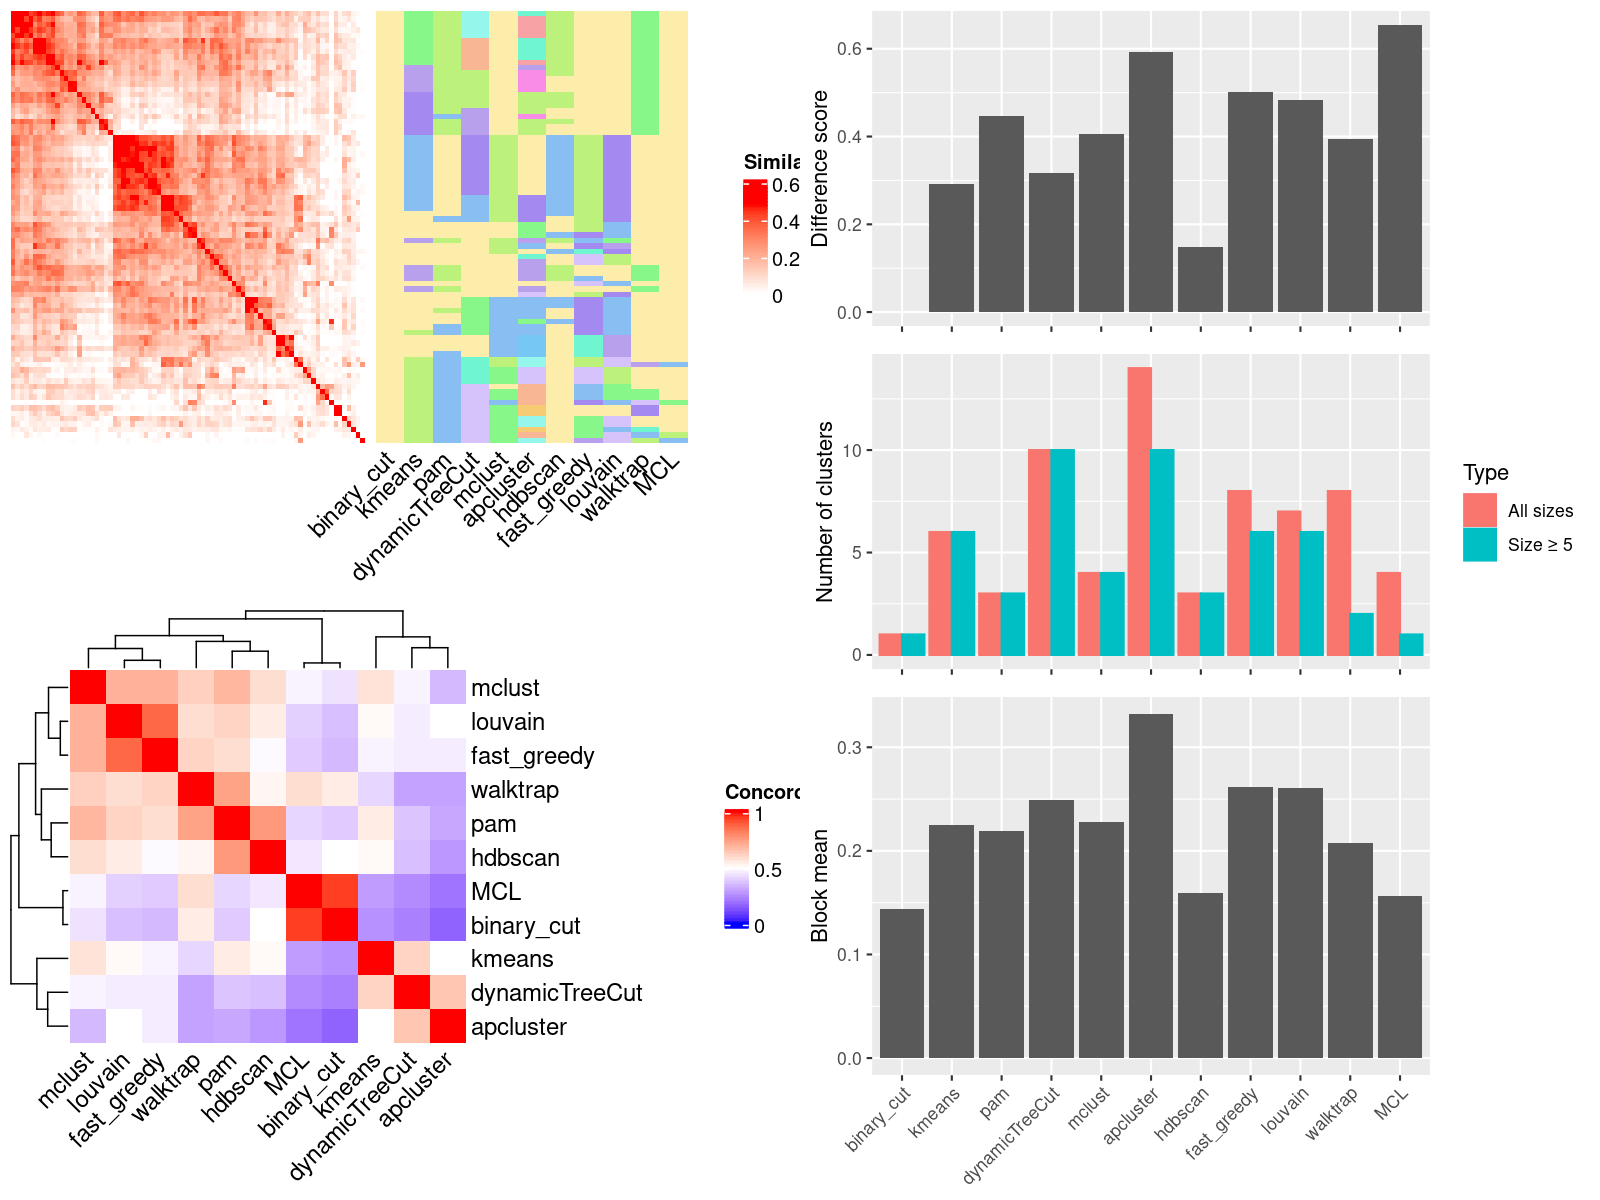 Simila
0.6
0.4
0.2
0
binary_cut
kmeans
pam
dynamicTreeCut
mclust
apcluster
hdbscan
fast_greedy
louvain
walktrap
MCL
Difference score
0.6
0.4
0.2
0.0
Number of clusters
10
5
0
Type
All sizes
Size ≥ 5
mclust
louvain
fast_greedy
walktrap
pam
hdbscan
MCL
binary_cut
kmeans
dynamicTreeCut
apcluster
mclust
louvain
fast_greedy
walktrap
pam
hdbscan
MCL
binary_cut
kmeans
dynamicTreeCut
apcluster
Concord
1
0.5
0
Block mean
0.3
0.2
0.1
0.0
binary_cut
kmeans
pam
dynamicTreeCut
mclust
apcluster
hdbscan
fast_greedy
louvain
walktrap
MCL